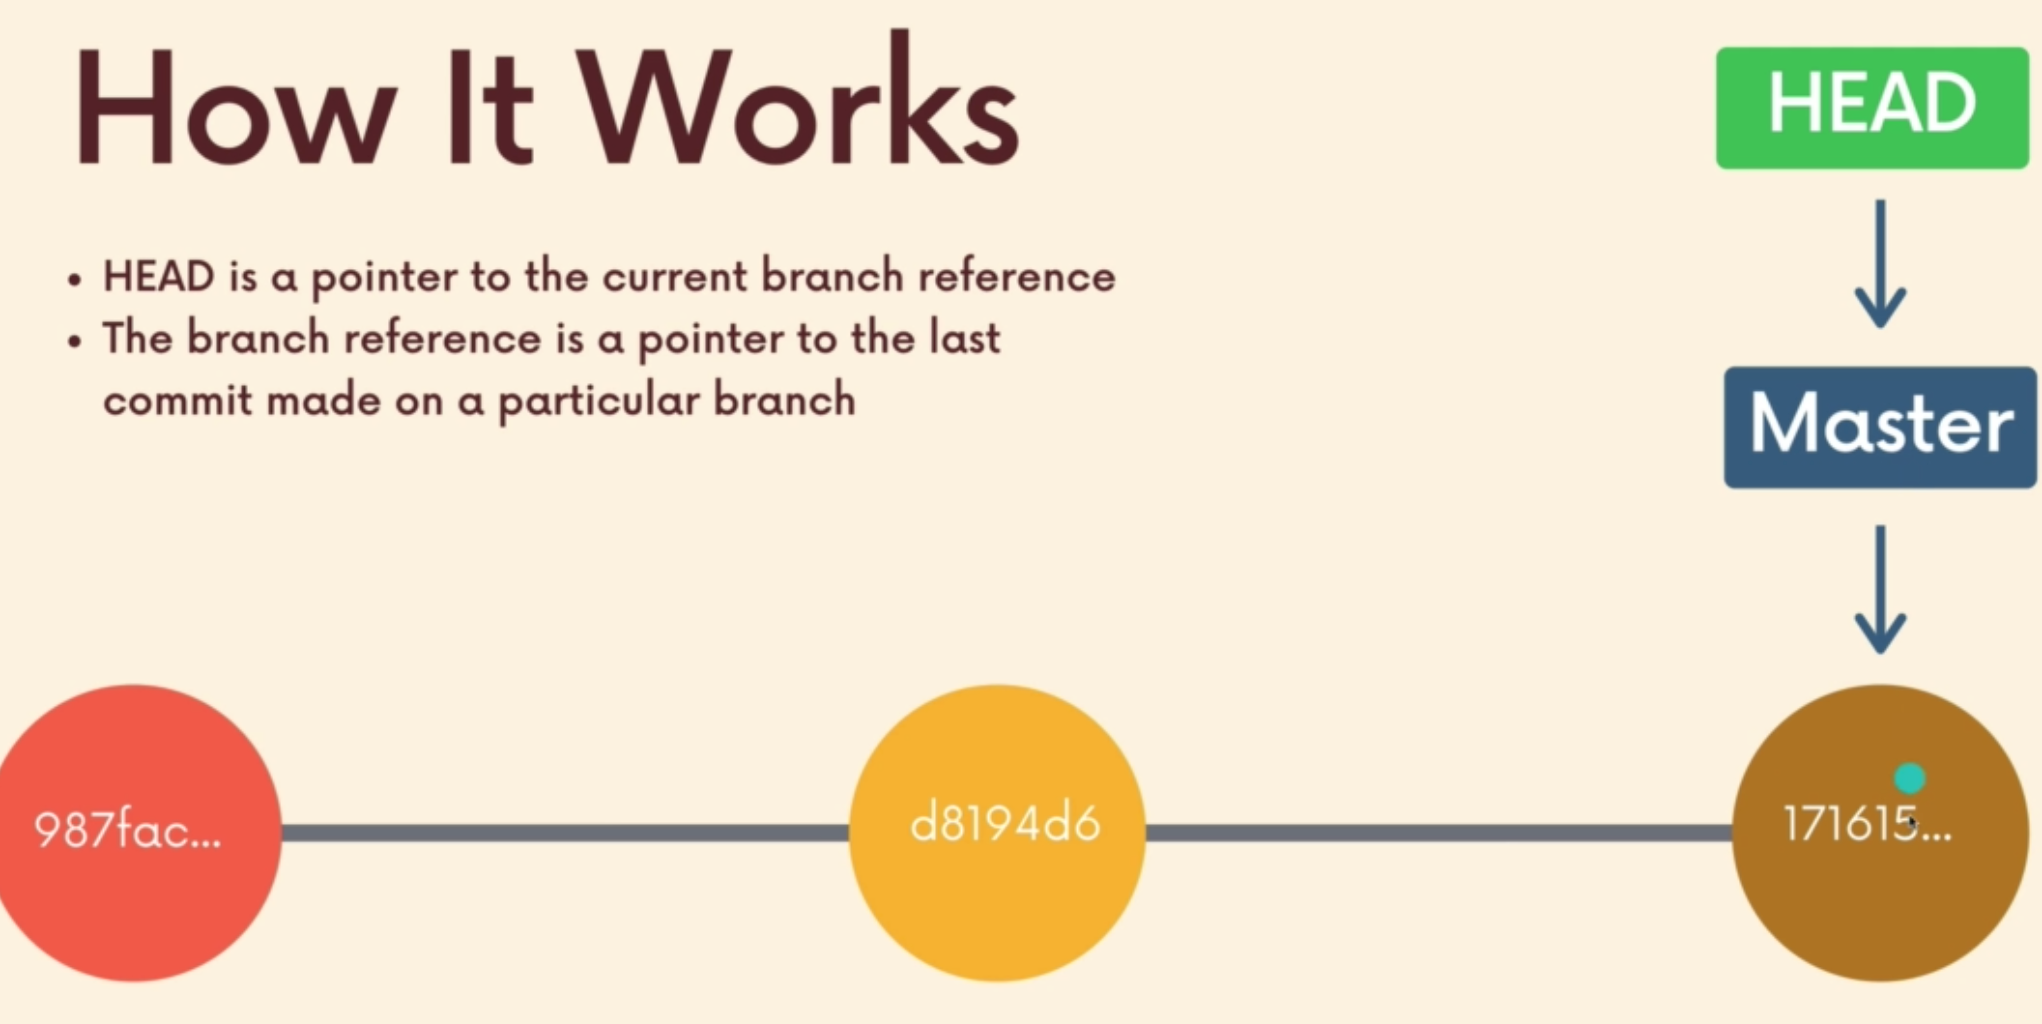 How It Works
HEAD
• HEAD is a pointer to the current branch reference
• The branch reference is a pointer to the last
commit made on a particular branch
Master
987fac...
d8194d6
171615...